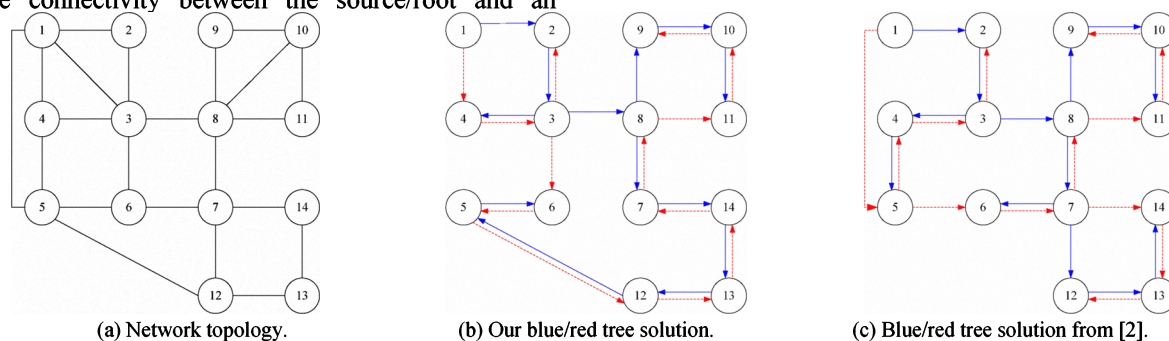 e connectivity between the source/root and an
1 2 9 10 1 2 9 10 1 2 9 10
4 3 8 11 4 3 8 11 4 3 8 11
5 6 7 14 5 6 7 14 5 6 7 14
12 13 12 13 12 13
(a) Network topology. (b) Our blue/red tree solution. (c) Blue/red tree solution from [2].